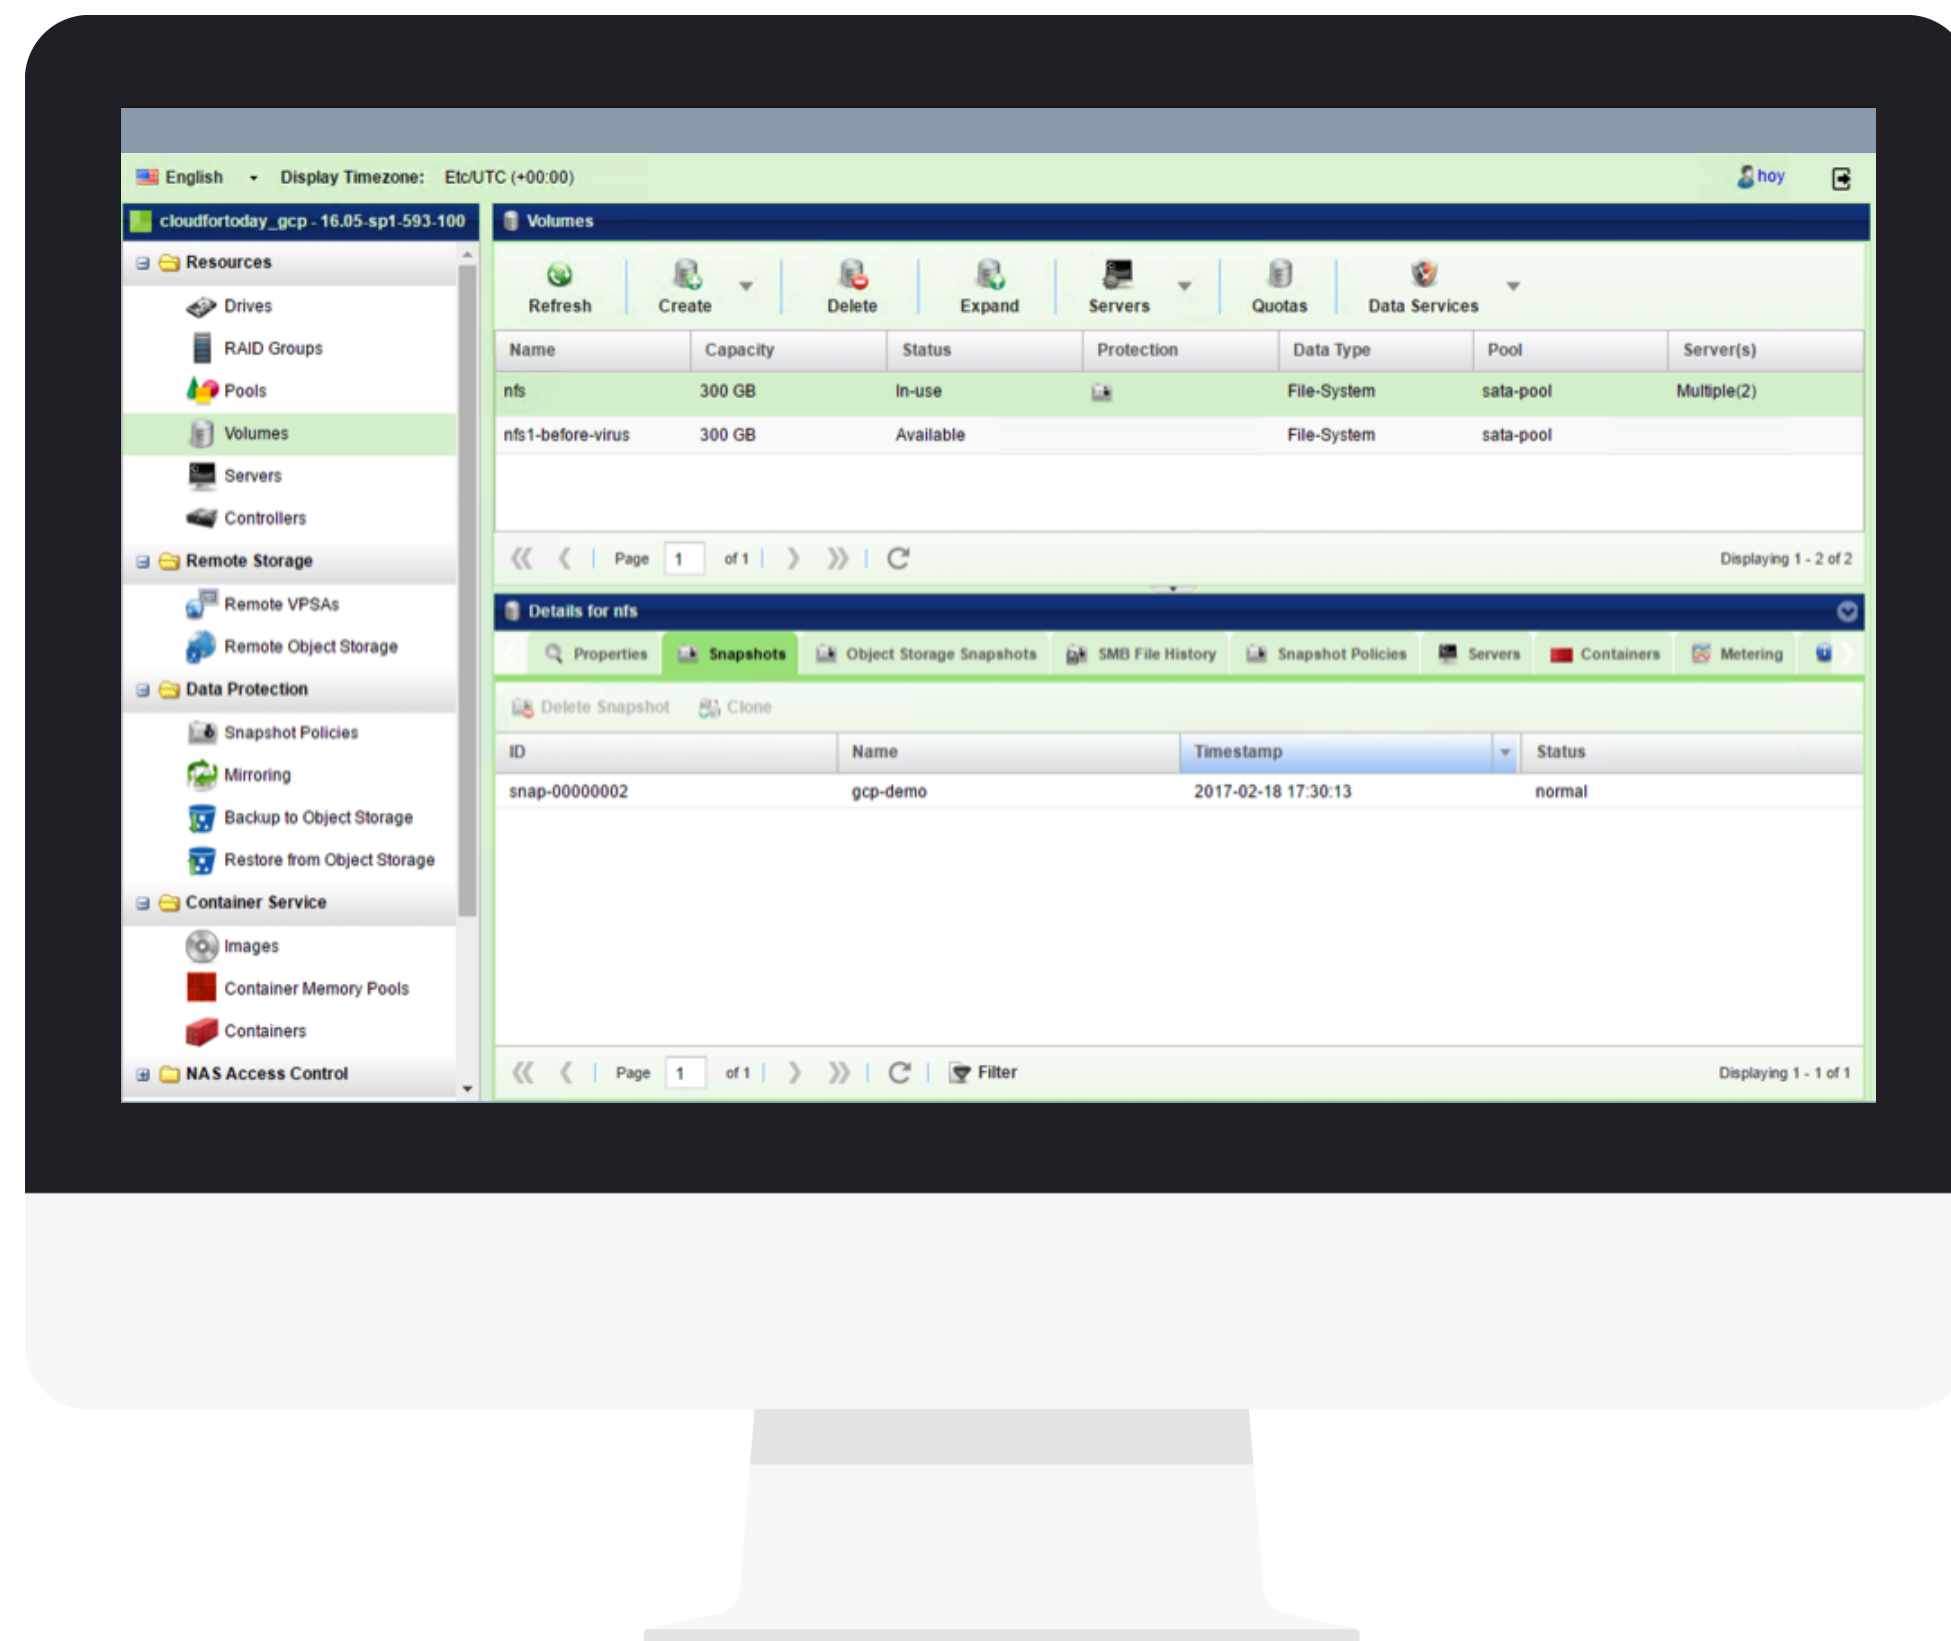 English Display Timezone: Etc/UTC (+00:00) hoy
cloudfortoday_gcp - 16.05-sp1-593-100
Resources
Drives
RAID Groups
Pools
Volumes
Servers
Controllers
Remote Storage
Remote VPSAs
Remote Object Storage
Data Protection
Snapshot Policies
Mirroring
Backup to Object Storage
Restore from Object Storage
Container Service
Images
Container Memory Pools
Containers
NAS Access Control
Volumes
Refresh Create Delete Expand Servers Quotas Data Services
Name Capacity Status Protection Data Type Pool Server(s)
nfs 300 GB In-use File-System sata-pool Multiple(2)
nfs1-before-virus 300 GB Available File-System sata-pool
Page 1 of 1 Displaying 1 - 2 of 2
Details for nfs
Properties Snapshots Object Storage Snapshots SMB File History Snapshot Policies Servers Containers Metering
Delete Snapshot Clone
ID Name Timestamp Status
snap-00000002 gcp-demo 2017-02-18 17:30:13 normal
Page 1 of 1 Filter Displaying 1 - 1 of 1